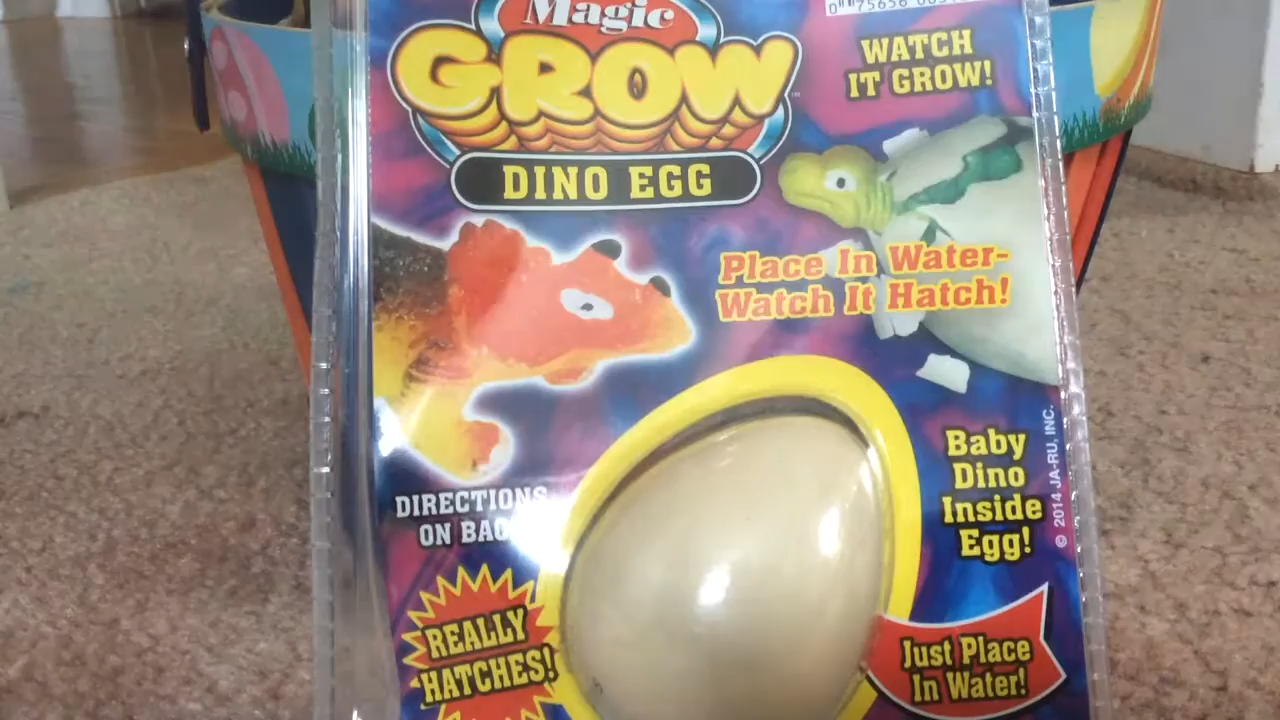 Magic
GROW
DINO EGG
WATCH
IT GROW!
Place In Water-
Watch It Hatch!
Baby
Dino
Inside
Egg!
© 2014 JA-RU, INC.
DIRECTIONS
ON
REALLY
HATCHES!
Just Place
In Water!